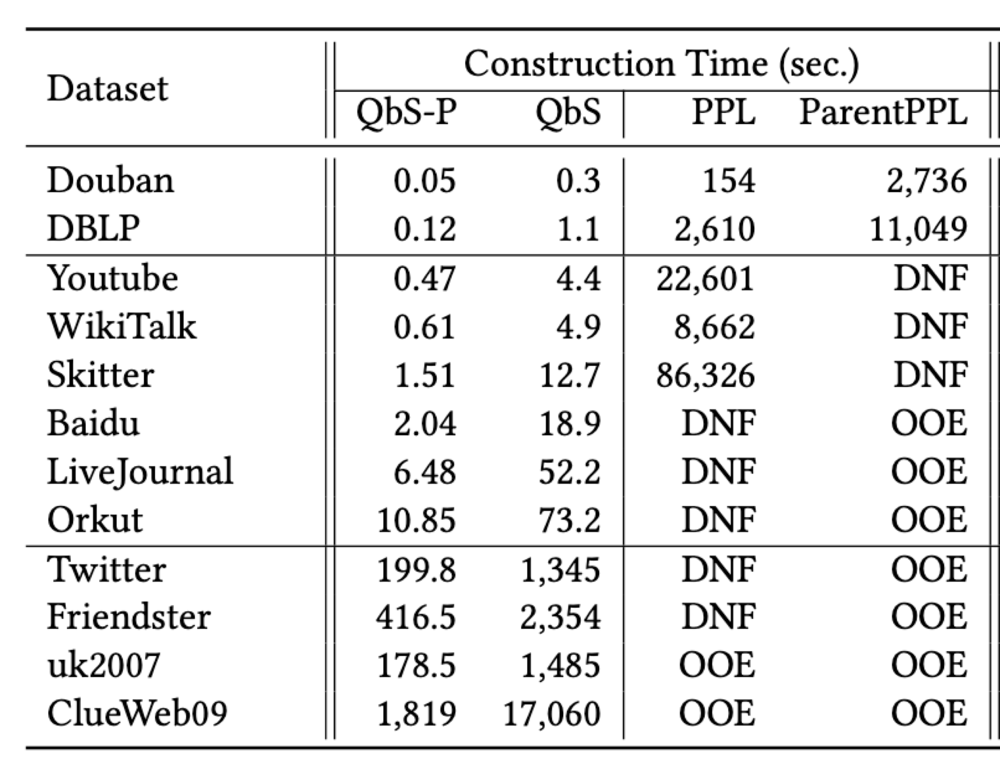 Construction Time (sec.)
Dataset
QbS-P QbS PPL ParentPPL
Douban 0.05 0.3 154 2,736
DBLP 0.12 1.1 2,610 11,049
Youtube 0.47 4.4 22,601 DNF
WikiTalk 0.61 4.9 8,662 DNF
Skitter 1.51 12.7 86,326 DNF
Baidu 2.04 18.9 DNF OOE
LiveJournal 6.48 52.2 DNF OOE
Orkut 10.85 73.2 DNF OOE
Twitter 199.8 1,345 DNF OOE
Friendster 416.5 2,354 DNF OOE
uk2007 178.5 1,485 OOE OOE
ClueWeb09 1,819 17,060 OOE OOE